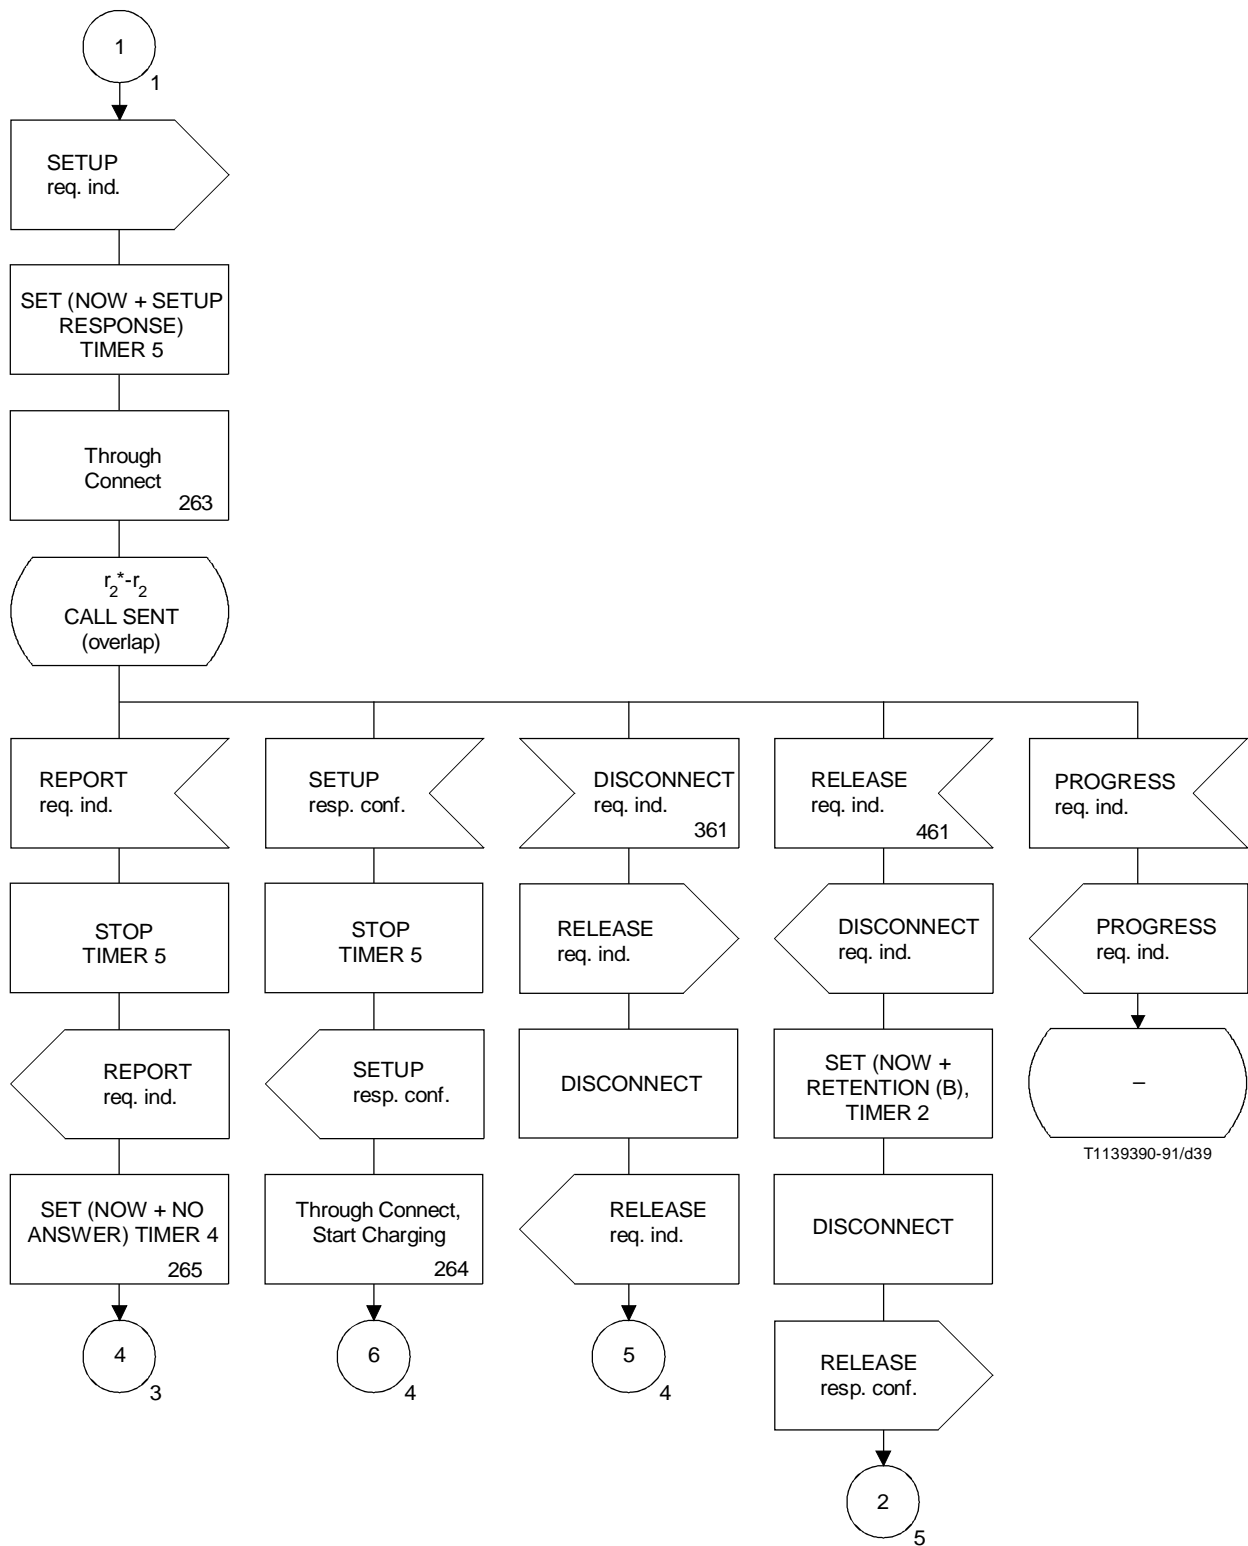 1
1
SETUP
req. ind.
SET (NOW + SETUP
RESPONSE)
TIMER 5
Through
Connect
263
r2*-r2
CALL SENT
(overlap)
REPORT
req. ind.
SETUP
resp. conf.
DISCONNECT
req. ind.
361
RELEASE
req. ind.
461
PROGRESS
req. ind.
STOP
TIMER 5
STOP
TIMER 5
RELEASE
req. ind.
DISCONNECT
req. ind.
PROGRESS
req. ind.
REPORT
req. ind.
SETUP
resp. conf.
DISCONNECT
SET (NOW +
RETENTION (B),
TIMER 2
–
T1139390-91/d39
SET (NOW + NO
ANSWER) TIMER 4
265
Through Connect,
Start Charging
264
RELEASE
req. ind.
DISCONNECT
4
3
6
4
5
4
RELEASE
resp. conf.
2
5